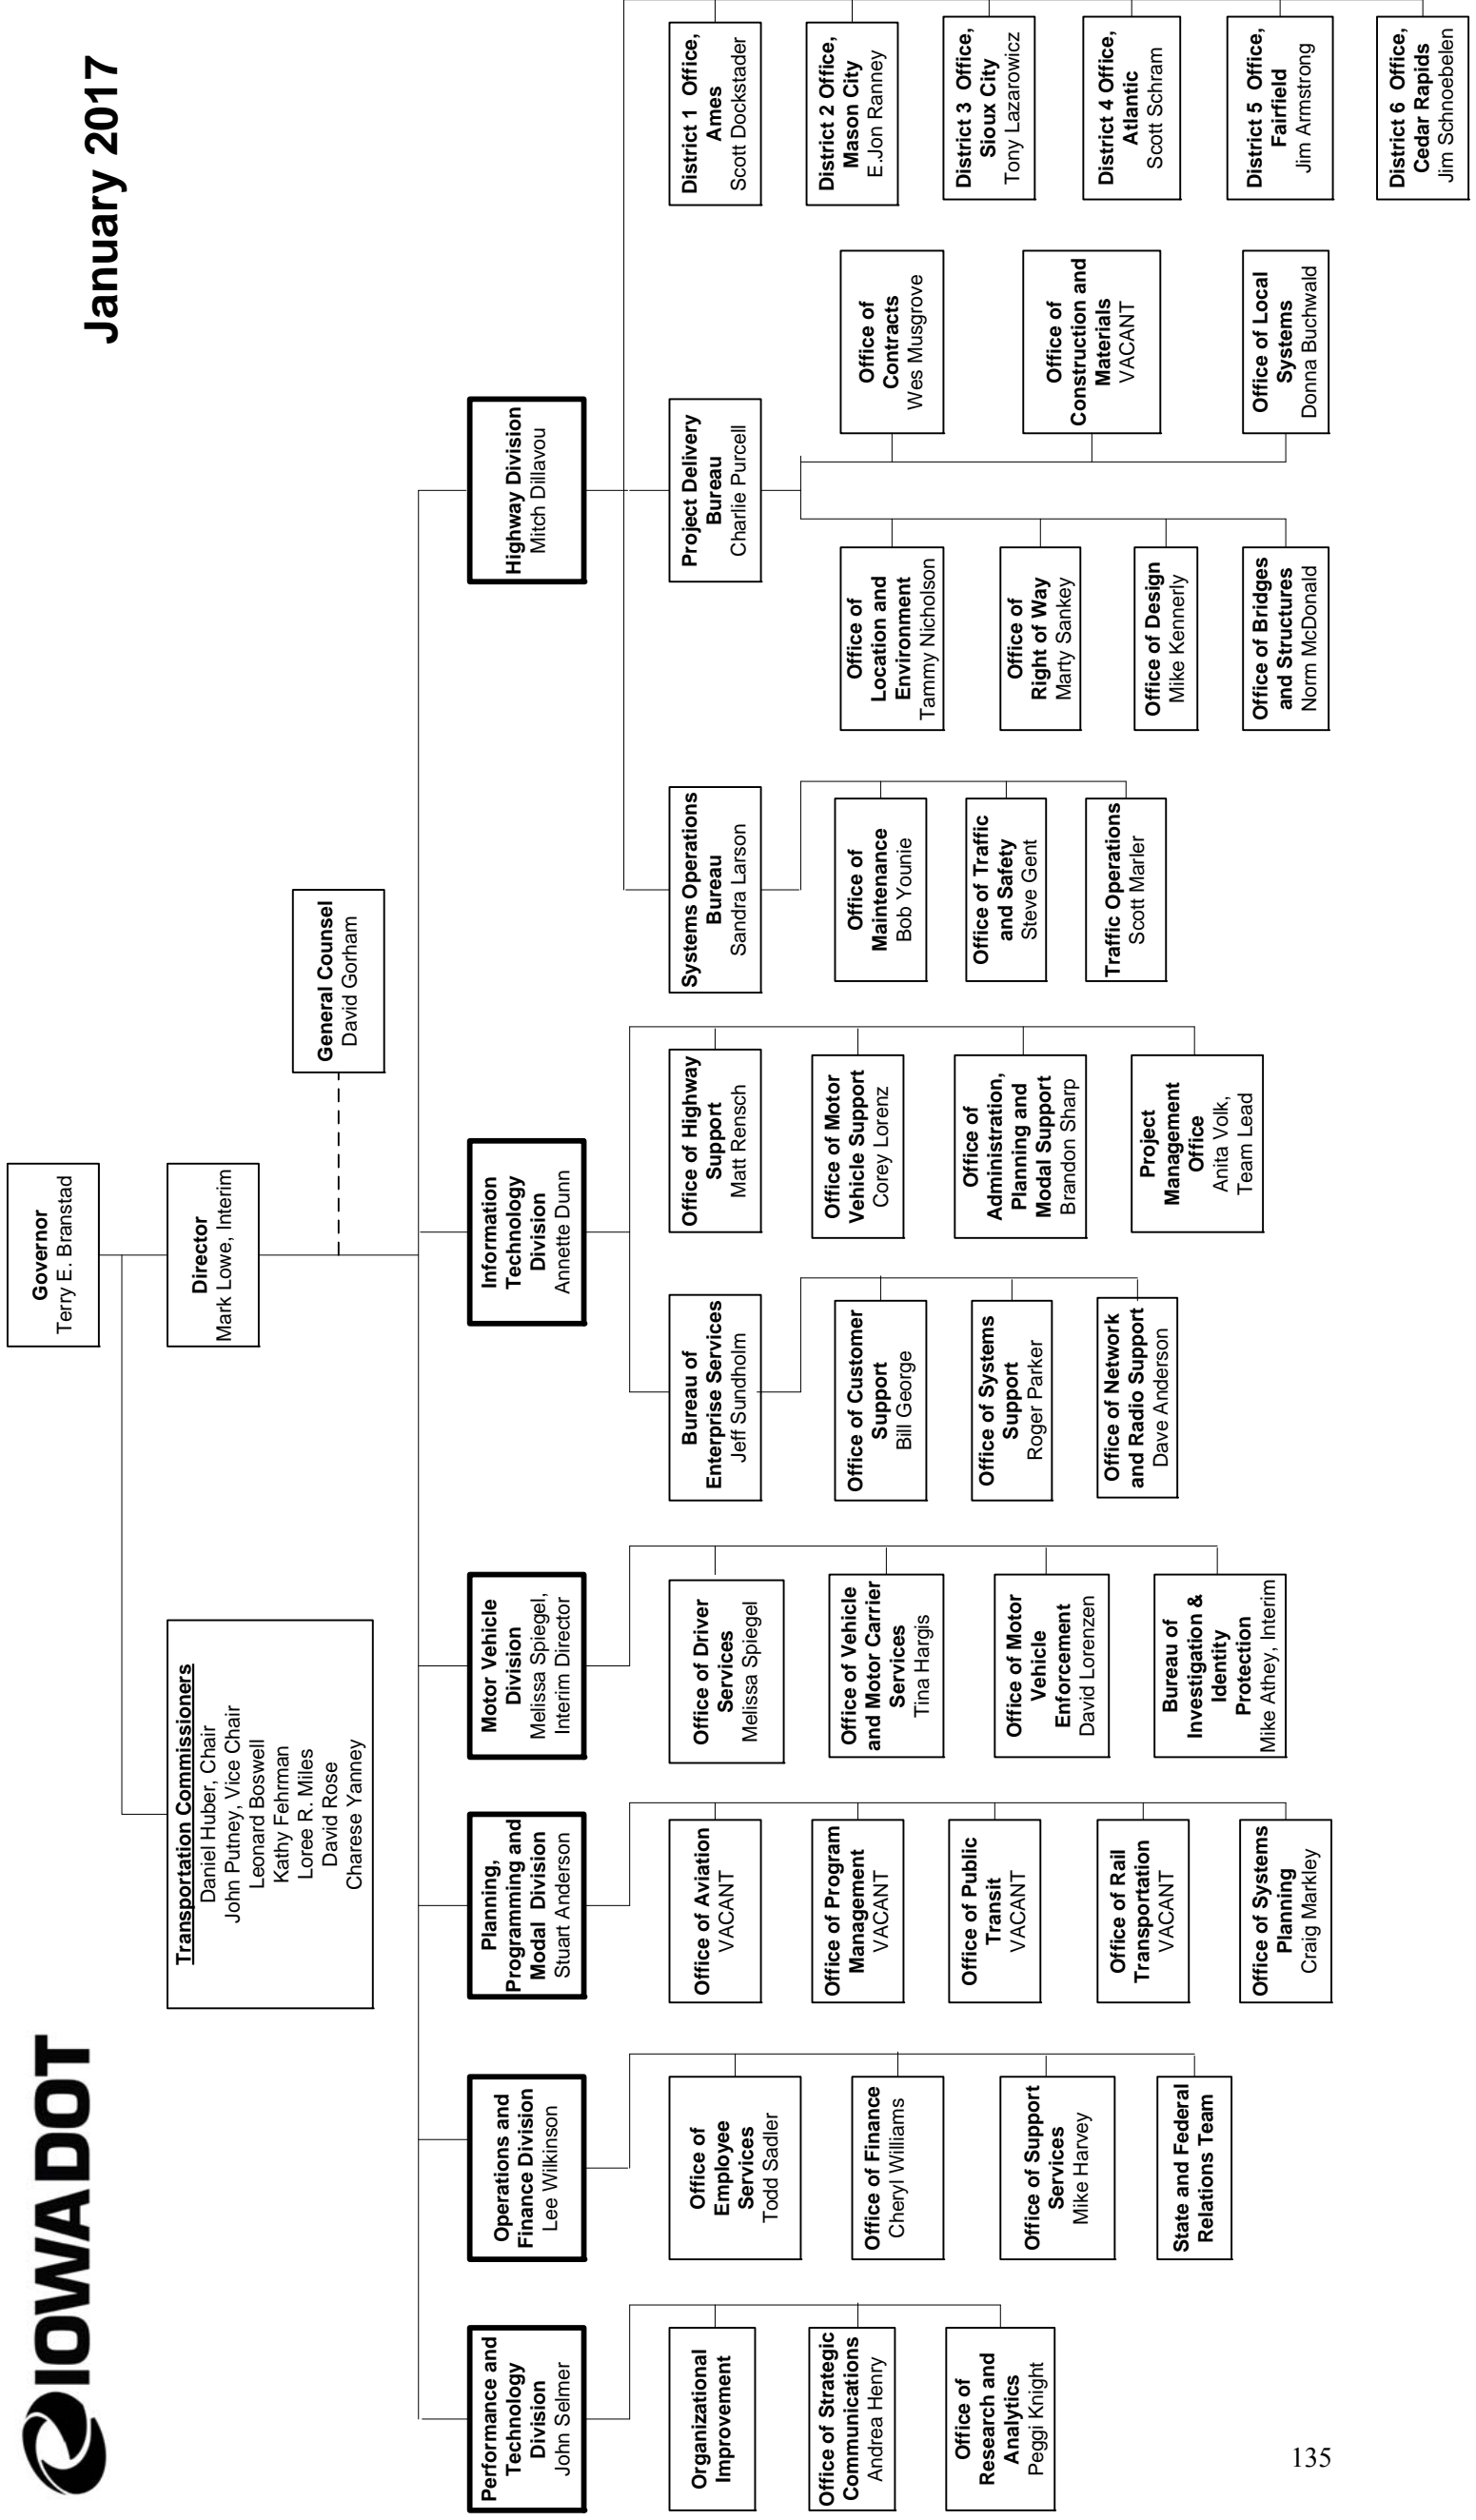 IOWADOT
January 2017
Governor
Terry E. Branstad
Transportation Commissioners
Daniel Huber, Chair
John Putney, Vice Chair
Leonard Boswell
Kathy Fehrman
Loree R. Miles
David Rose
Charese Yanney
Director
Mark Lowe, Interim
General Counsel
David Gorham
Performance and
Technology
Division
John Selmer
Organizational
Improvement
Office of Strategic
Communications
Andrea Henry
Office of
Research and
Analytics
Peggi Knight
Operations and
Finance Division
Lee Wilkinson
Office of
Employee
Services
Todd Sadler
Office of Finance
Cheryl Williams
Office of Support
Services
Mike Harvey
State and Federal
Relations Team
Planning,
Programming and
Modal Division
Stuart Anderson
Office of Aviation
VACANT
Office of Program
Management
VACANT
Office of Public
Transit
VACANT
Office of Rail
Transportation
VACANT
Office of Systems
Planning
Craig Markley
Motor Vehicle
Division
Melissa Spiegel,
Interim Director
Office of Driver
Services
Melissa Spiegel
Office of Vehicle
and Motor Carrier
Services
Tina Hargis
Office of Motor
Vehicle
Enforcement
David Lorenzen
Bureau of
Investigation &
Identity
Protection
Mike Athey, Interim
Information
Technology
Division
Annette Dunn
Bureau of
Enterprise Services
Jeff Sundholm
Office of Customer
Support
Bill George
Office of Systems
Support
Roger Parker
Office of Network
and Radio Support
Dave Anderson
Office of Highway
Support
Matt Rensch
Office of Motor
Vehicle Support
Corey Lorenz
Office of
Administration,
Planning and
Modal Support
Brandon Sharp
Project
Management
Office
Anita Volk,
Team Lead
Highway Division
Mitch Dillavou
Systems Operations
Bureau
Sandra Larson
Office of
Maintenance
Bob Younie
Office of Traffic
and Safety
Steve Gent
Traffic Operations
Scott Marler
Project Delivery
Bureau
Charlie Purcell
Office of
Location and
Environment
Tammy Nicholson
Office of
Right of Way
Marty Sankey
Office of Design
Mike Kennerly
Office of Bridges
and Structures
Norm McDonald
Office of
Contracts
Wes Musgrove
Office of
Construction and
Materials
VACANT
Office of Local
Systems
Donna Buchwald
District 1 Office,
Ames
Scott Dockstader
District 2 Office,
Mason City
E.Jon Ranney
District 3 Office,
Sioux City
Tony Lazarowicz
District 4 Office,
Atlantic
Scott Schram
District 5 Office,
Fairfield
Jim Armstrong
District 6 Office,
Cedar Rapids
Jim Schnoebelen
135